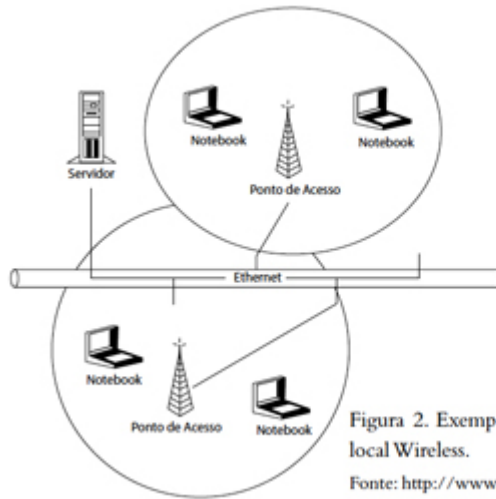 Notebook
Notebook
Servidor
Ponto de Acesso
Ethernet
Notebook
Ponto de Acesso
Notebook
Figura 2. Exemp
local Wireless.
Fonte: http://www